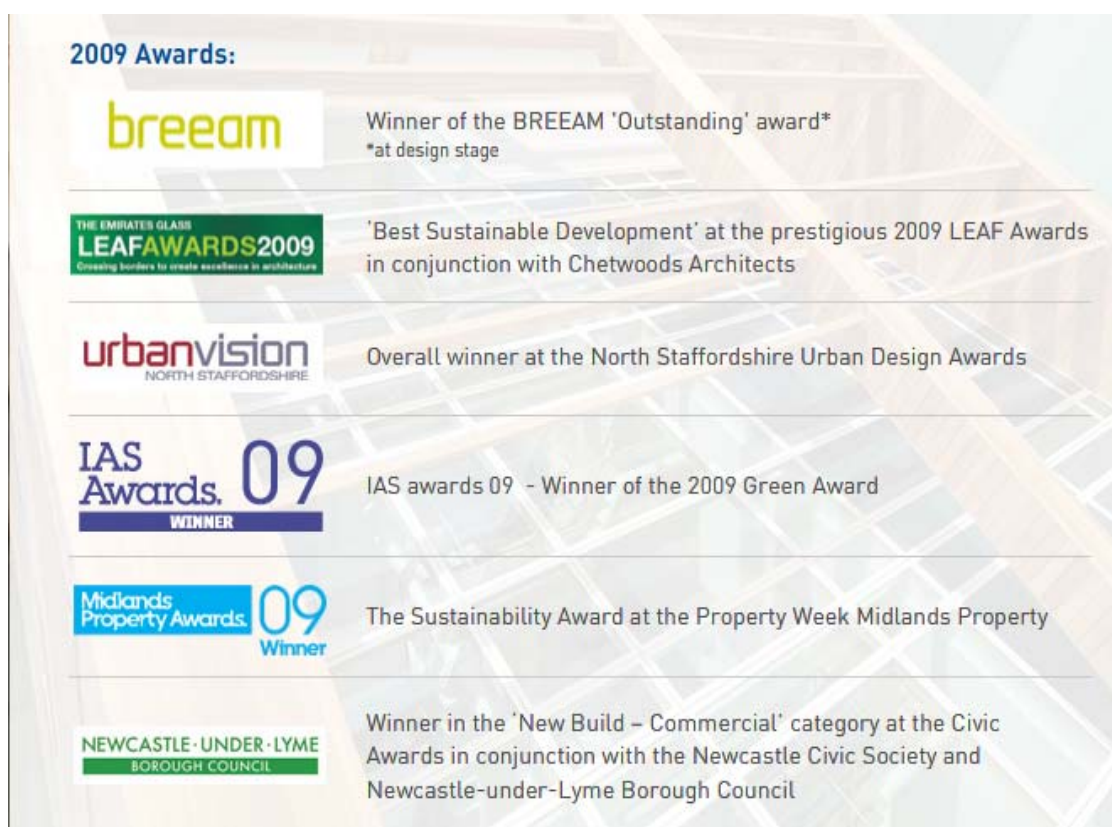 2009 Awards:
breeam
Winner of the BREEAM 'Outstanding' award*
*at design stage
THE EMIRATES GLASS
LEAFAWARDS2009
Crossing borders to create excellence in architecture
'Best Sustainable Development' at the prestigious 2009 LEAF Awards
in conjunction with Chetwoods Architects
urbanvision
NORTH STAFFORDSHIRE
Overall winner at the North Staffordshire Urban Design Awards
IAS
Awards. 09
WINNER
IAS awards 09 - Winner of the 2009 Green Award
Midlands
Property Awards. 09
Winner
The Sustainability Award at the Property Week Midlands Property
NEWCASTLE·UNDER·LYME
BOROUGH COUNCIL
Winner in the 'New Build – Commercial' category at the Civic
Awards in conjunction with the Newcastle Civic Society and
Newcastle-under-Lyme Borough Council